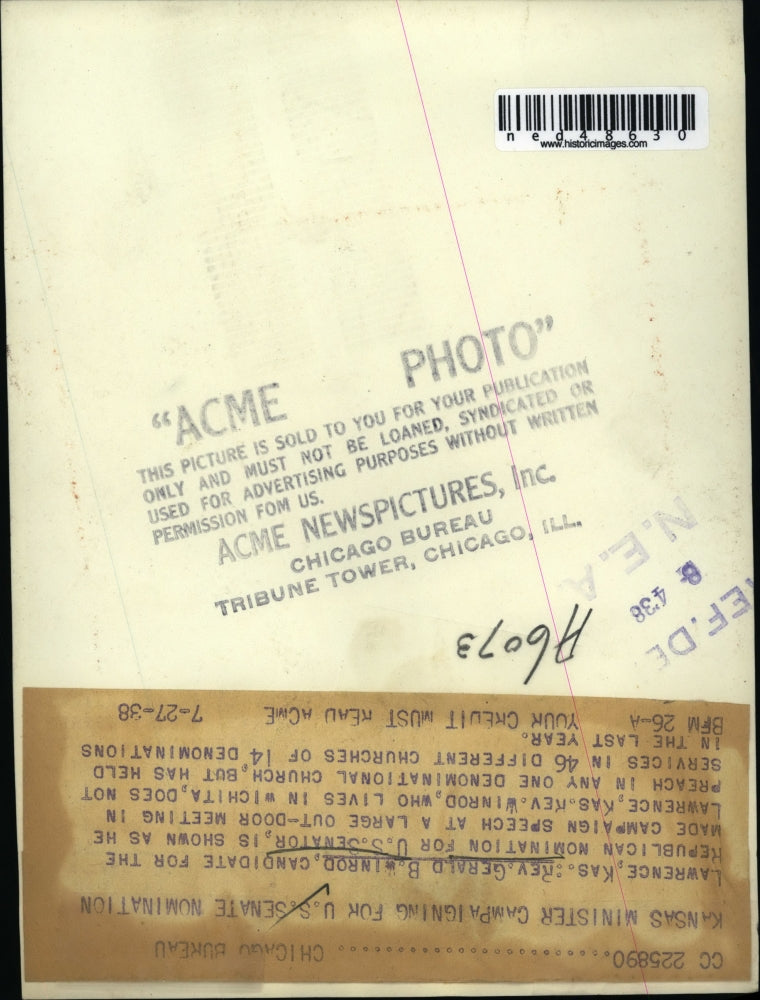 ned48630
www.historicimages.com
"ACME PHOTO"
THIS PICTURE IS SOLD TO YOU FOR YOUR PUBLICATION
ONLY AND MUST NOT BE LOANED, SYNDICATED OR
USED FOR ADVERTISING PURPOSES WITHOUT WRITTEN
PERMISSION FOM US.
ACME NEWSPICTURES, Inc.
CHICAGO BUREAU
TRIBUNE TOWER, CHICAGO, ILL.
N.E.A
8 4 38
EF. DE
A6073
CC 225890.......................CHICAGO BUREAU
KANSAS MINISTER CAMPAIGNING FOR U.S.SENATE NOMINATION
LAWRENCE, KAS.:REV.GERALD B.WINROD,CANDIDATE FOR THE
REPUBLICAN NOMINATION FOR U.S.SENATOR,IS SHOWN AS HE
MADE CAMPAIGN SPEECH AT A LARGE OUT-DOOR MEETING IN
LAWRENCE,KAS.REV.WINROD,WHO LIVES IN WICHITA,DOES NOT
PREACH IN ANY ONE DENOMINATIONAL CHURCH,BUT HAS HELD
SERVICES IN 46 DIFFERENT CHURCHES OF 14 DENOMINATIONS
IN THE LAST YEAR.
BFM 26-A YOUR CREDIT MUST READ ACME 7-27-38